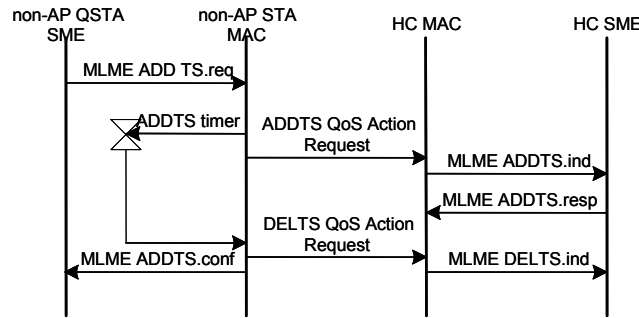 non-AP QSTA
SME
non-AP STA
MAC
HC MAC
HC SME
MLME ADD TS.req
ADDTS timer
ADDTS QoS Action
Request
MLME ADDTS.ind
MLME ADDTS.resp
DELTS QoS Action
Request
MLME ADDTS.conf
MLME DELTS.ind